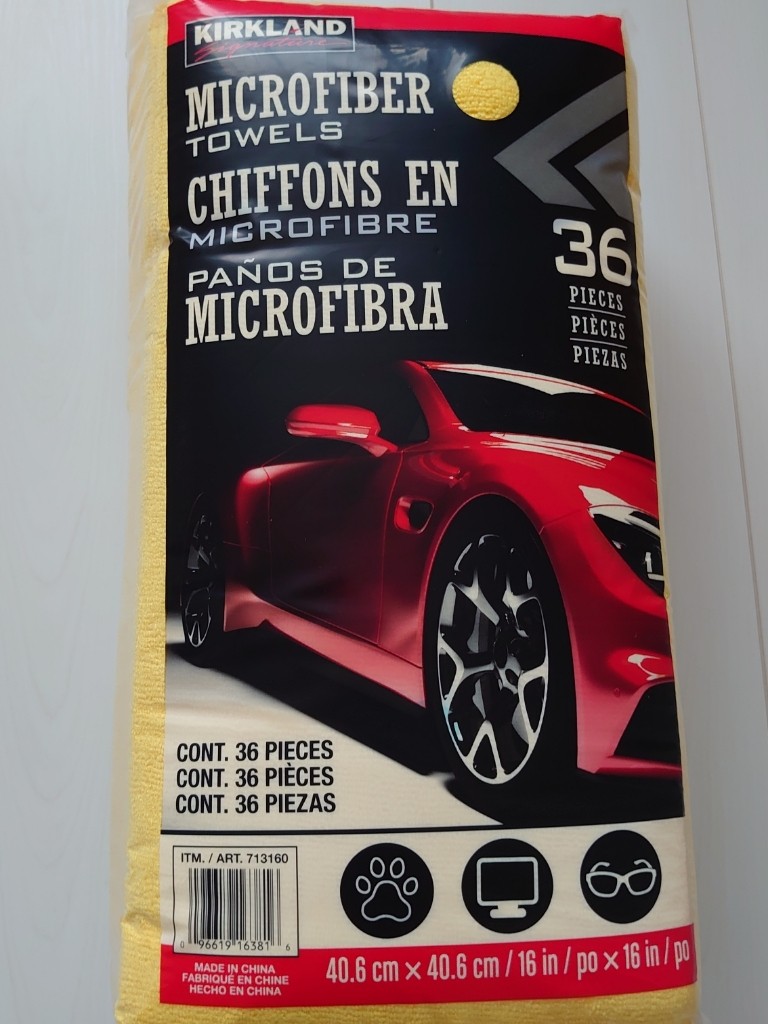 KIRKLAND
Signature
MICROFIBER
TOWELS
CHIFFONS EN
MICROFIBRE
PAÑOS DE
MICROFIBRA
36
PIECES
PIÈCES
PIEZAS
CONT. 36 PIECES
CONT. 36 PIÈCES
CONT. 36 PIEZAS
ITM. / ART. 713160
0 96619 16381 6
MADE IN CHINA
FABRIQUÉ EN CHINE
HECHO EN CHINA
40.6 cm × 40.6 cm / 16 in / po × 16 in / po